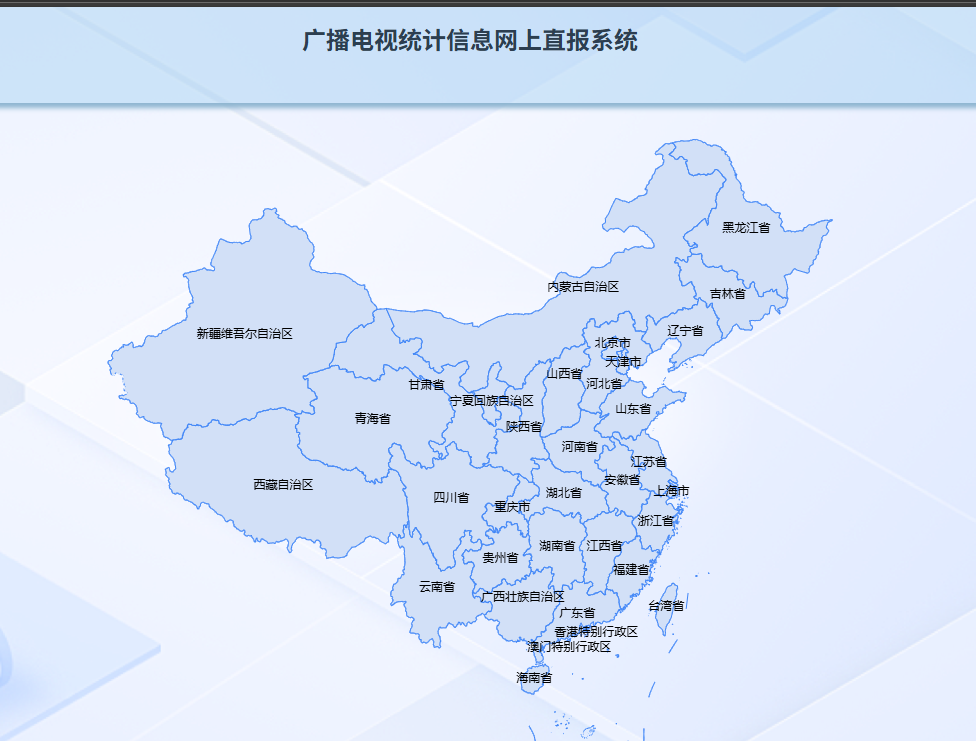 广播电视统计信息网上直报系统
黑龙江省
内蒙古自治区
吉林省
新疆维吾尔自治区
辽宁省
北京市
天津市
山西省
甘肃省
河北省
宁夏回族自治区
山东省
青海省
陕西省
河南省
江苏省
安徽省
西藏自治区
上海市
湖北省
四川省
重庆市
浙江省
湖南省
江西省
贵州省
福建省
云南省
广西壮族自治区
台湾省
广东省
香港特别行政区
澳门特别行政区
海南省